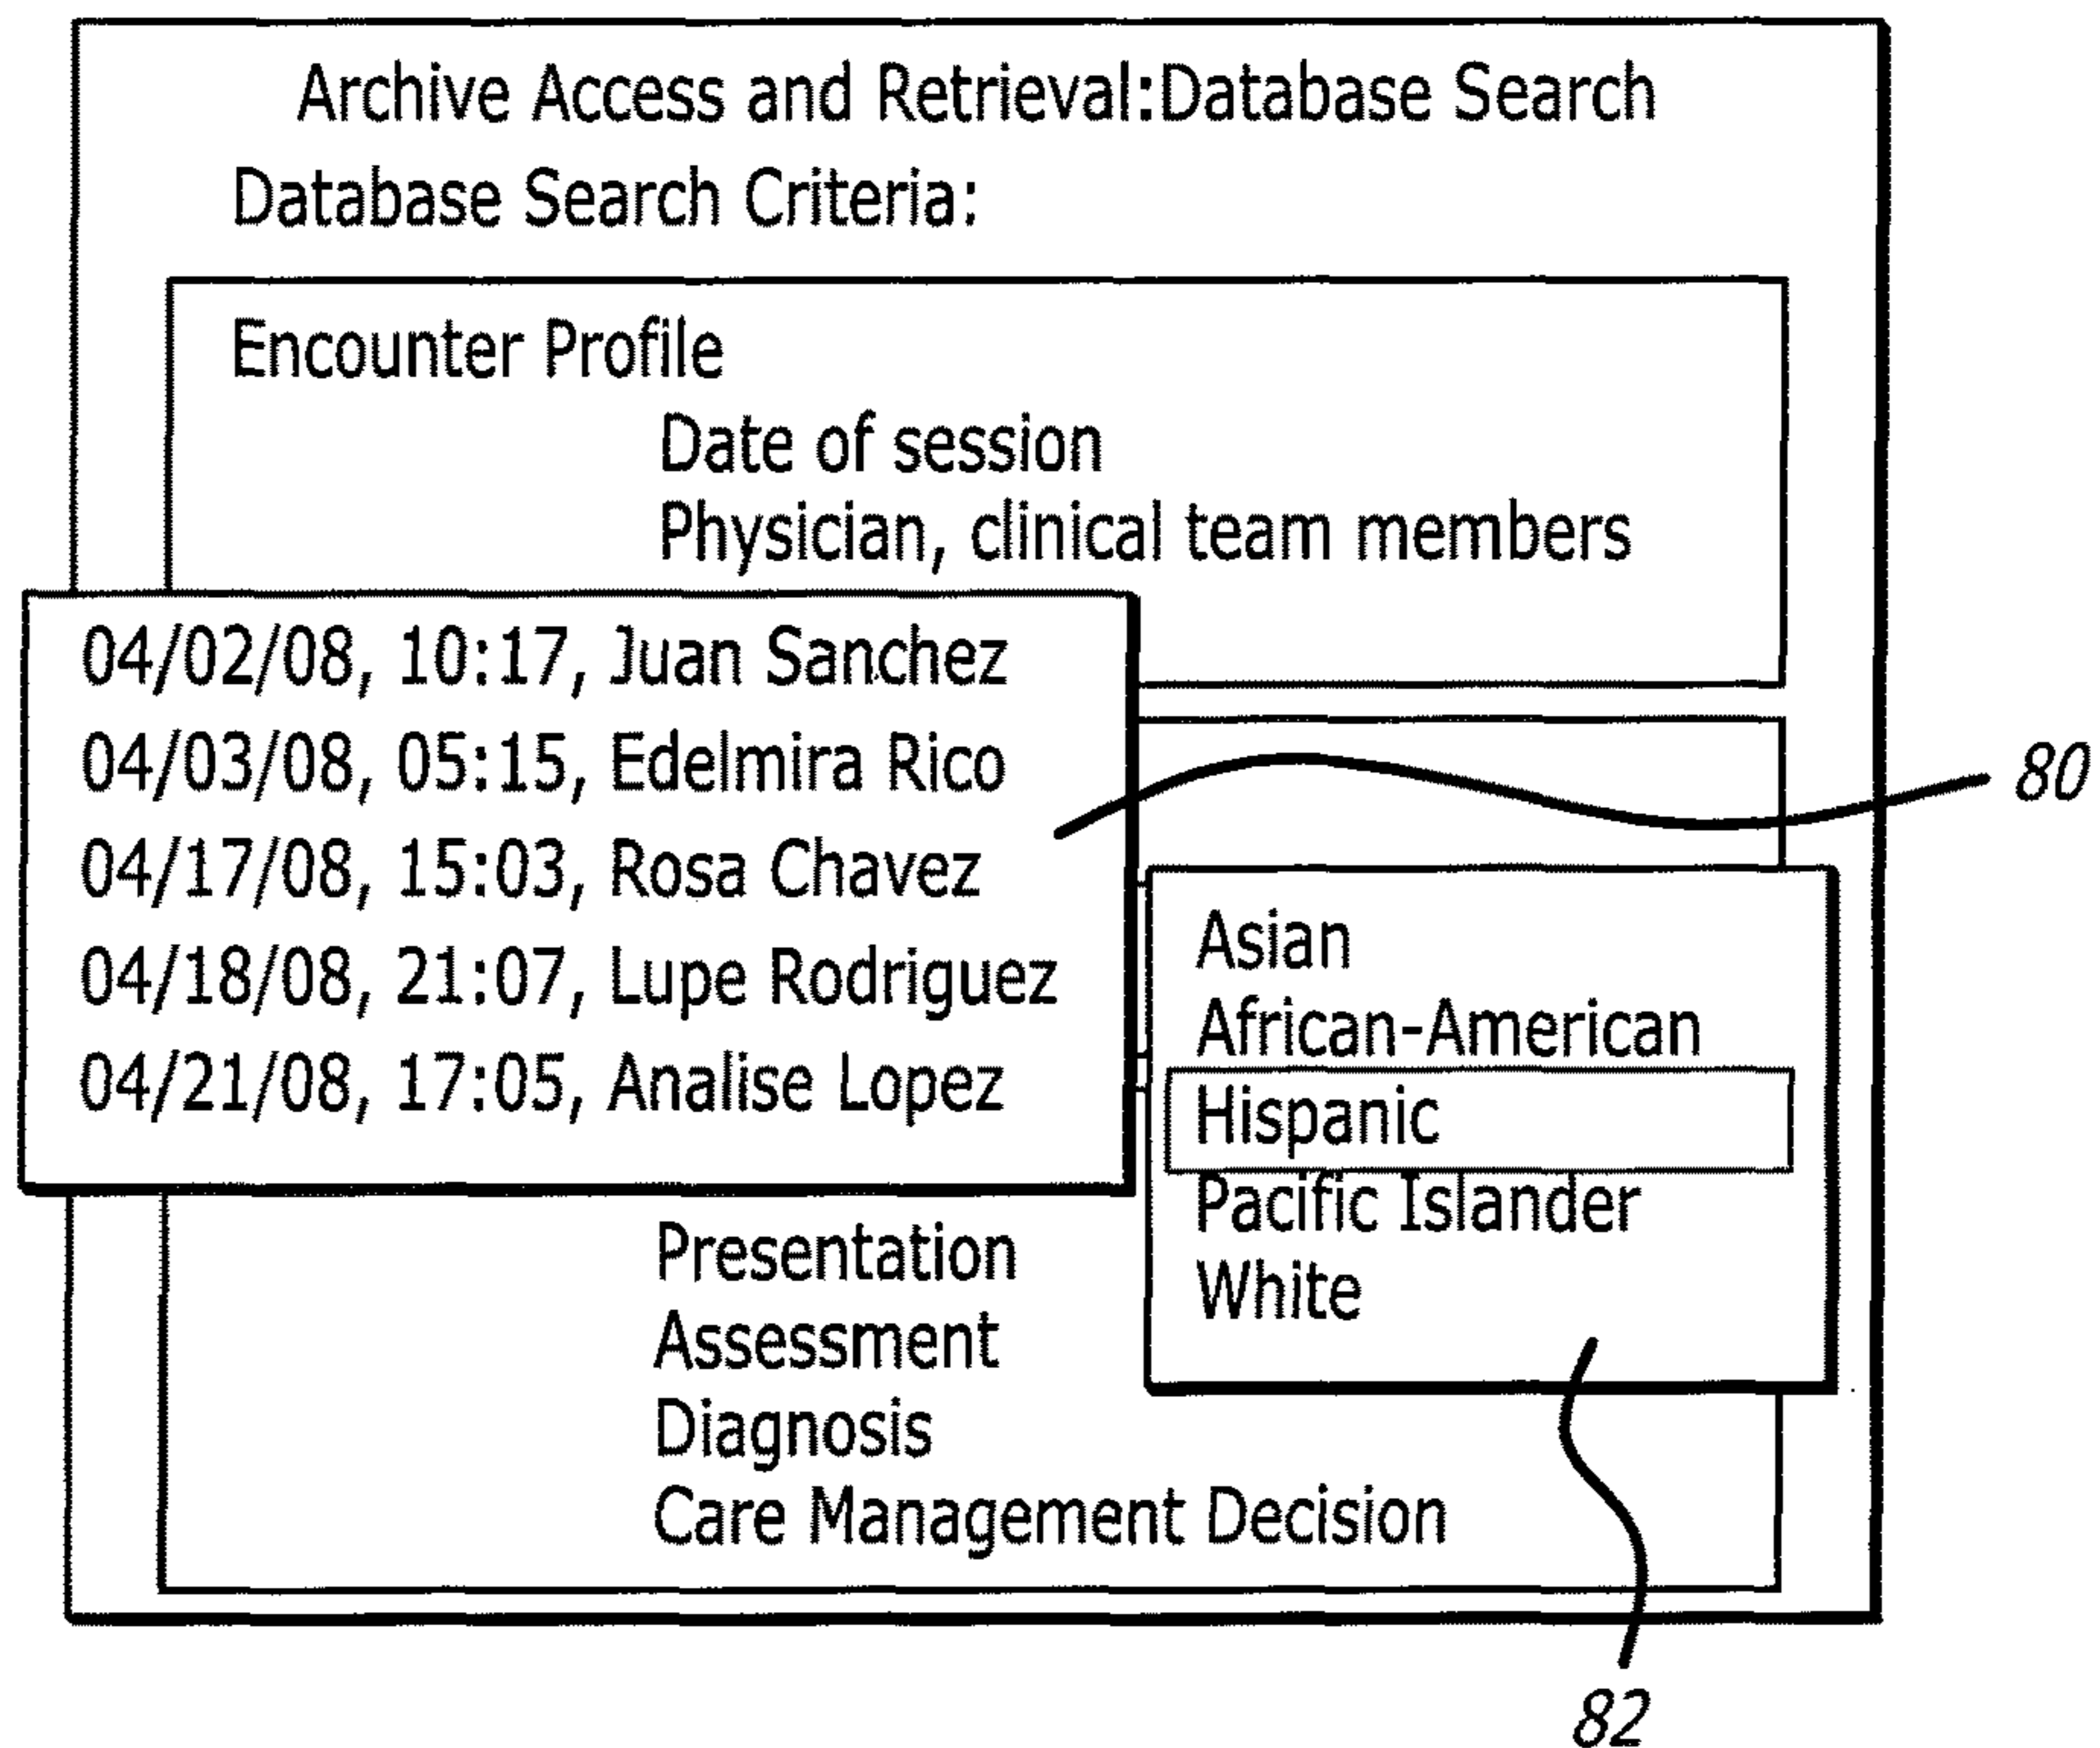 Archive Access and Retrieval:Database Search
Database Search Criteria:
Encounter Profile
Date of session
Physician, clinical team members
04/02/08, 10:17, Juan Sanchez
04/03/08, 05:15, Edelmira Rico
04/17/08, 15:03, Rosa Chavez
04/18/08, 21:07, Lupe Rodriguez
04/21/08, 17:05, Analise Lopez
80
Asian
African-American
Hispanic
Pacific Islander
White
Presentation
Assessment
Diagnosis
Care Management Decision
82